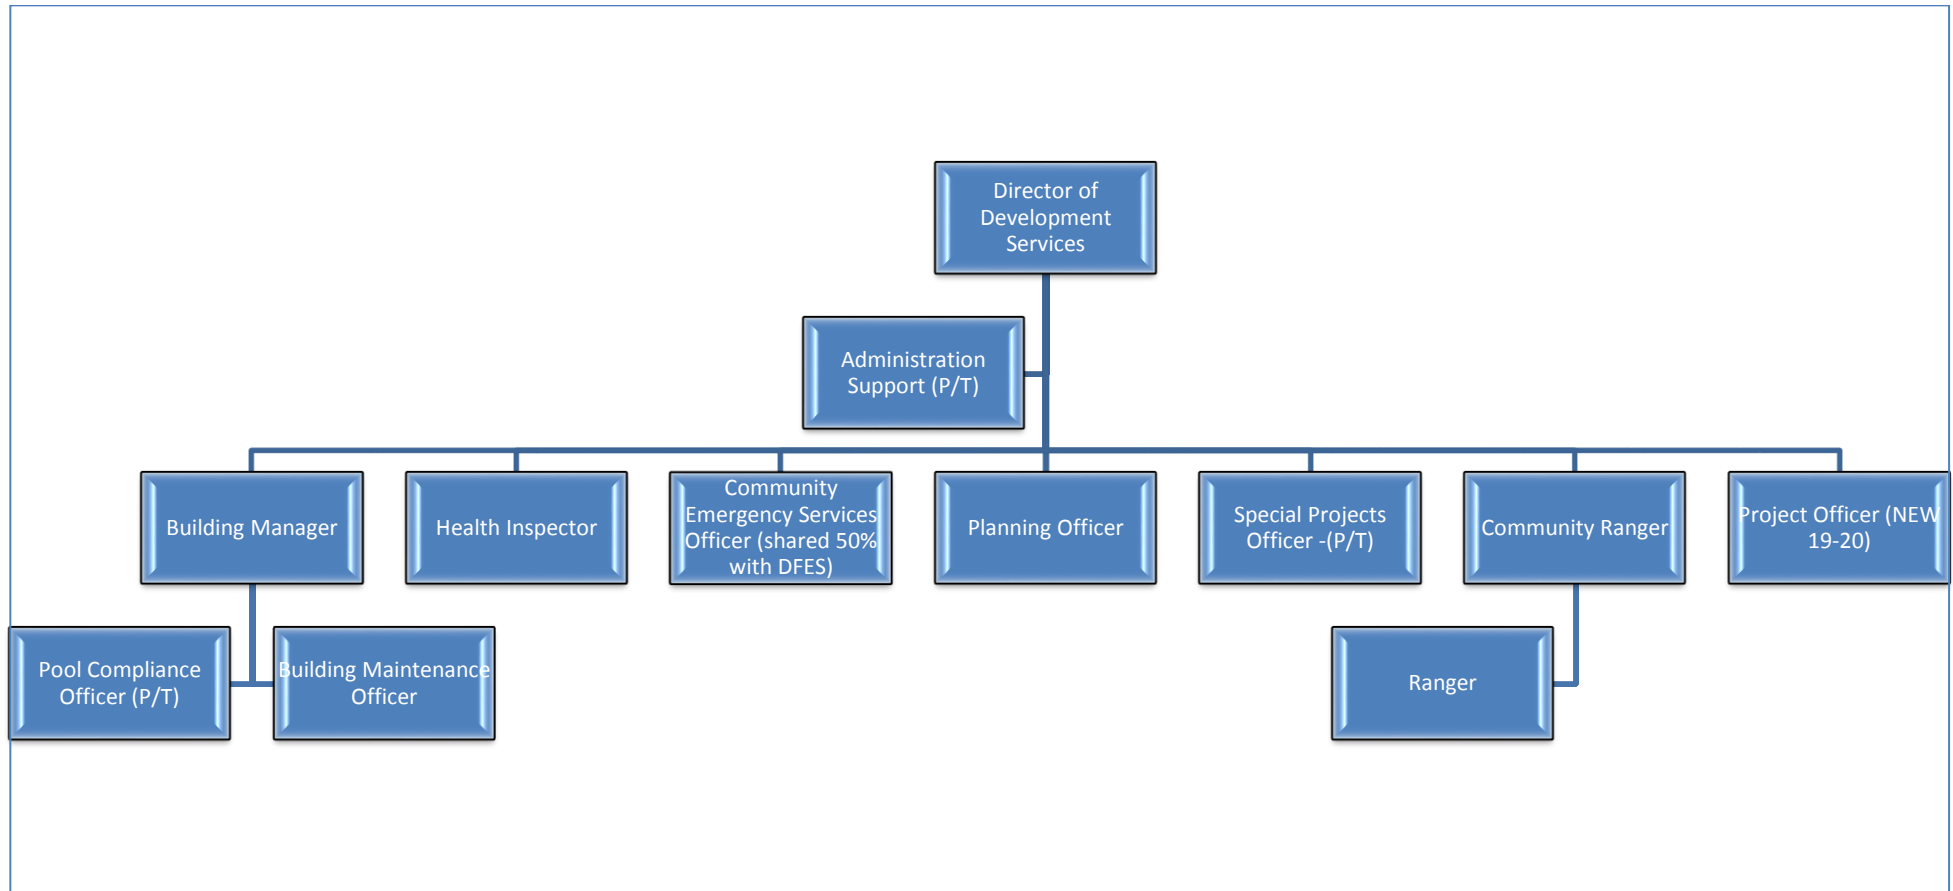 Director of
Development
Services
Administration
Support (P/T)
Building Manager
Health Inspector
Community
Emergency Services
Officer (shared 50%
with DFES)
Planning Officer
Special Projects
Officer -(P/T)
Community Ranger
Project Officer (NEW
19-20)
Pool Compliance
Officer (P/T)
Building Maintenance
Officer
Ranger